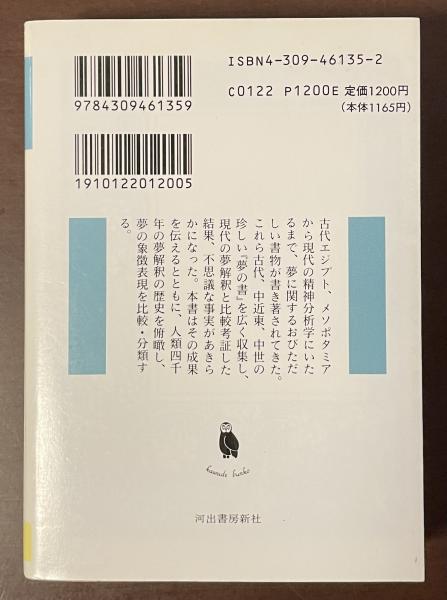 ISBN4-309-46135-2
9784309461359
C0122 P1200E 定価1200円
(本体1165円)
1910122012005
古代エジプト、メソポタミア
から現代の精神分析学にいた
るまで、夢に関するおびただ
しい書物が書き著されてきた。
これら古代、中近東、中世の
珍しい『夢の書』を広く収集し、
現代の夢解釈と比較考証した
結果、不思議な事実があきら
かになった。本書はその成果
を伝えるとともに、人類四千
年の夢解釈の歴史を俯瞰し、
夢の象徴表現を比較・分類す
る。
kawade bunko
河出書房新社